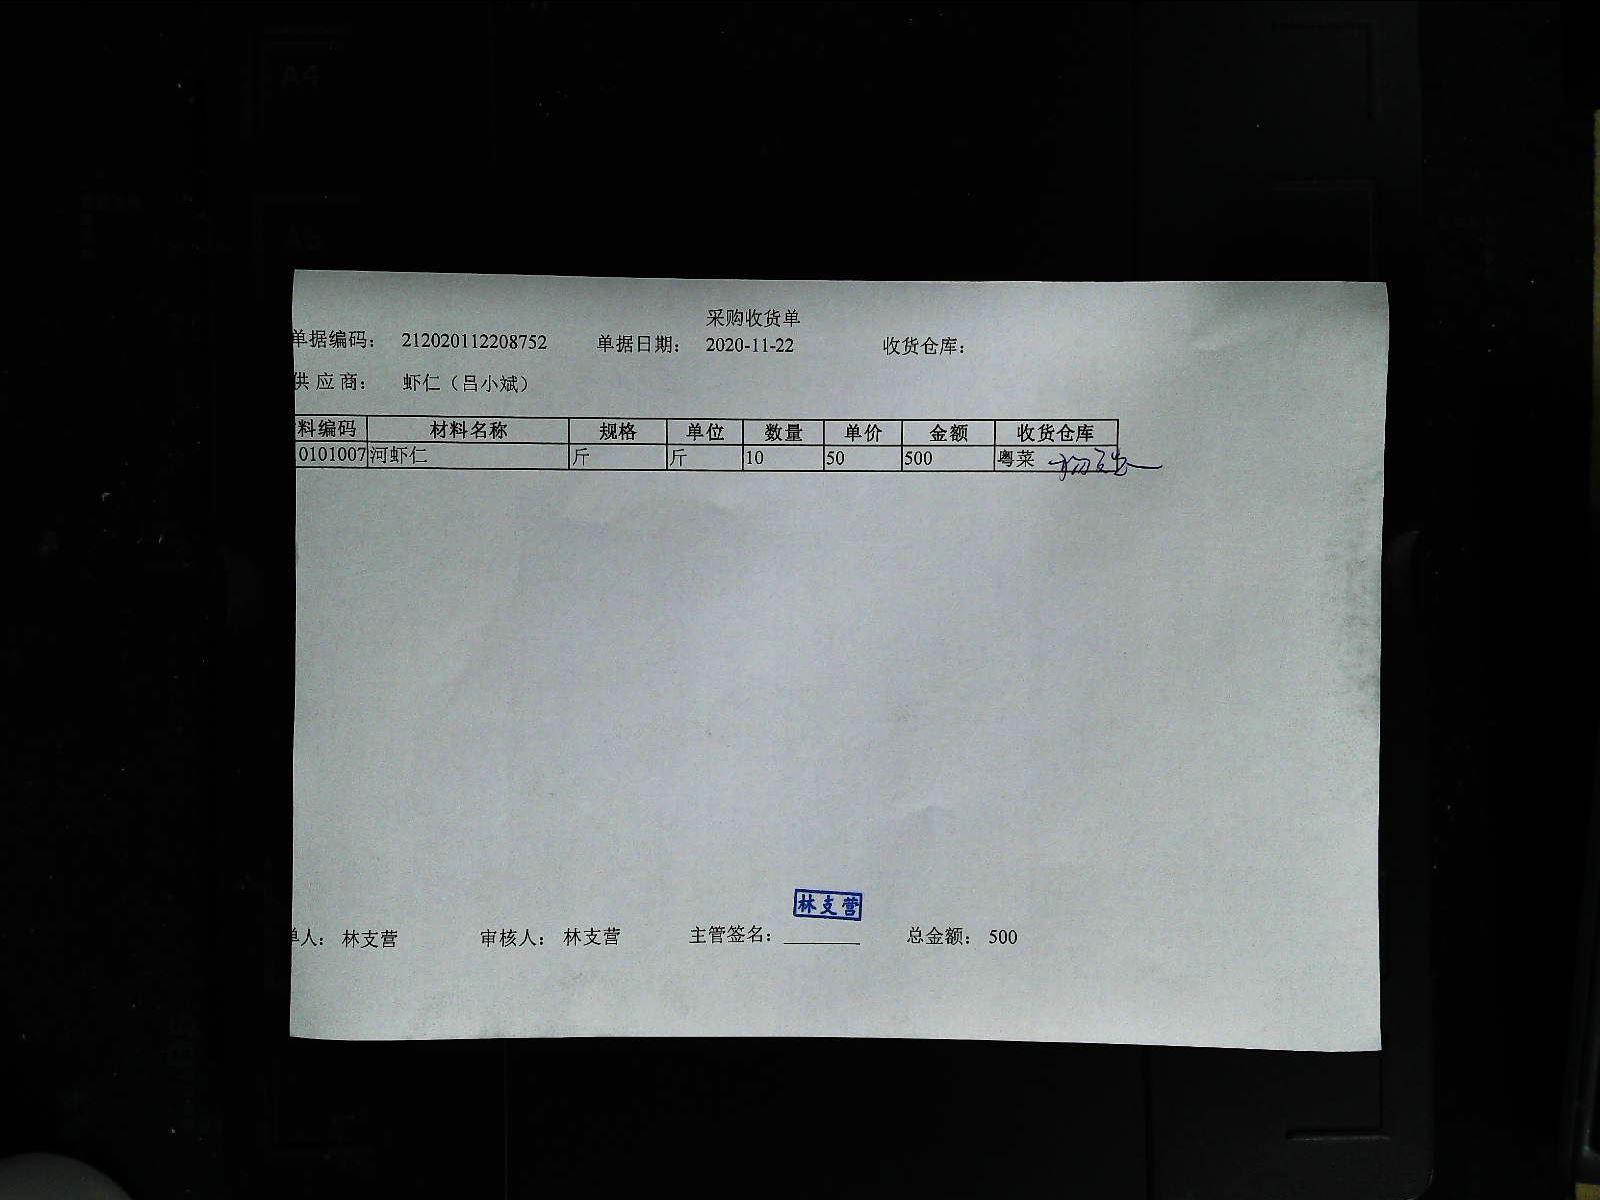 采购收货单
单据编码： 212020112208752 单据日期： 2020-11-22 收货仓库：
供应商： 虾仁（吕小斌）
料编码 材料名称 规格 单位 数量 单价 金额 收货仓库
0101007 河虾仁 斤 斤 10 50 500 粤菜
林支营
单人： 林支营 审核人： 林支营 主管签名： 总金额： 500